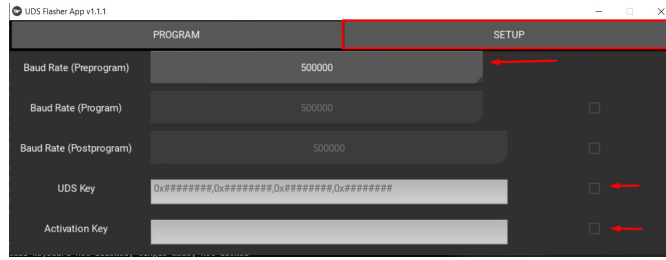 UDS Flasher App v1.1.1
PROGRAM SETUP
Baud Rate (Preprogram) 500000
Baud Rate (Program) 500000
Baud Rate (Postprogram) 500000
UDS Key 0x########,0x########,0x########,0x########
Activation Key